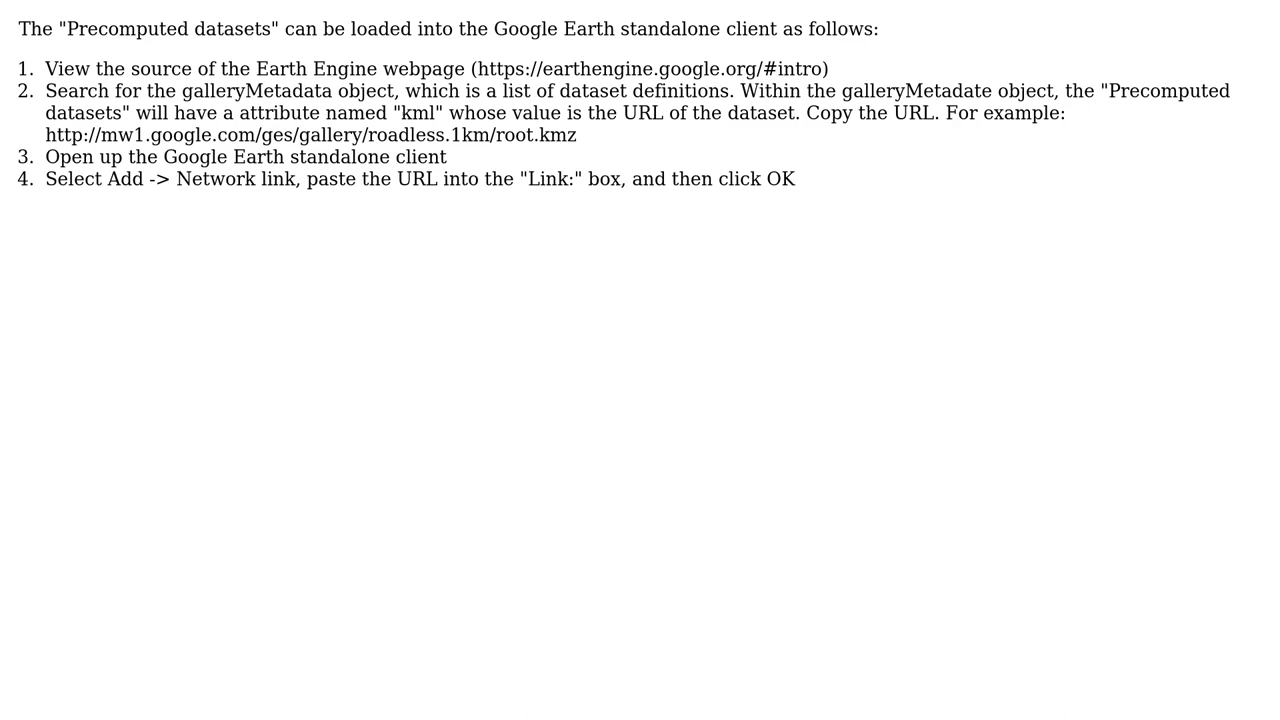 The "Precomputed datasets" can be loaded into the Google Earth standalone client as follows:
1. View the source of the Earth Engine webpage (https://earthengine.google.org/#intro)
2. Search for the galleryMetadata object, which is a list of dataset definitions. Within the galleryMetadate object, the "Precomputed
datasets" will have a attribute named "kml" whose value is the URL of the dataset. Copy the URL. For example:
http://mw1.google.com/ges/gallery/roadless.1km/root.kmz
3. Open up the Google Earth standalone client
4. Select Add -> Network link, paste the URL into the "Link:" box, and then click OK